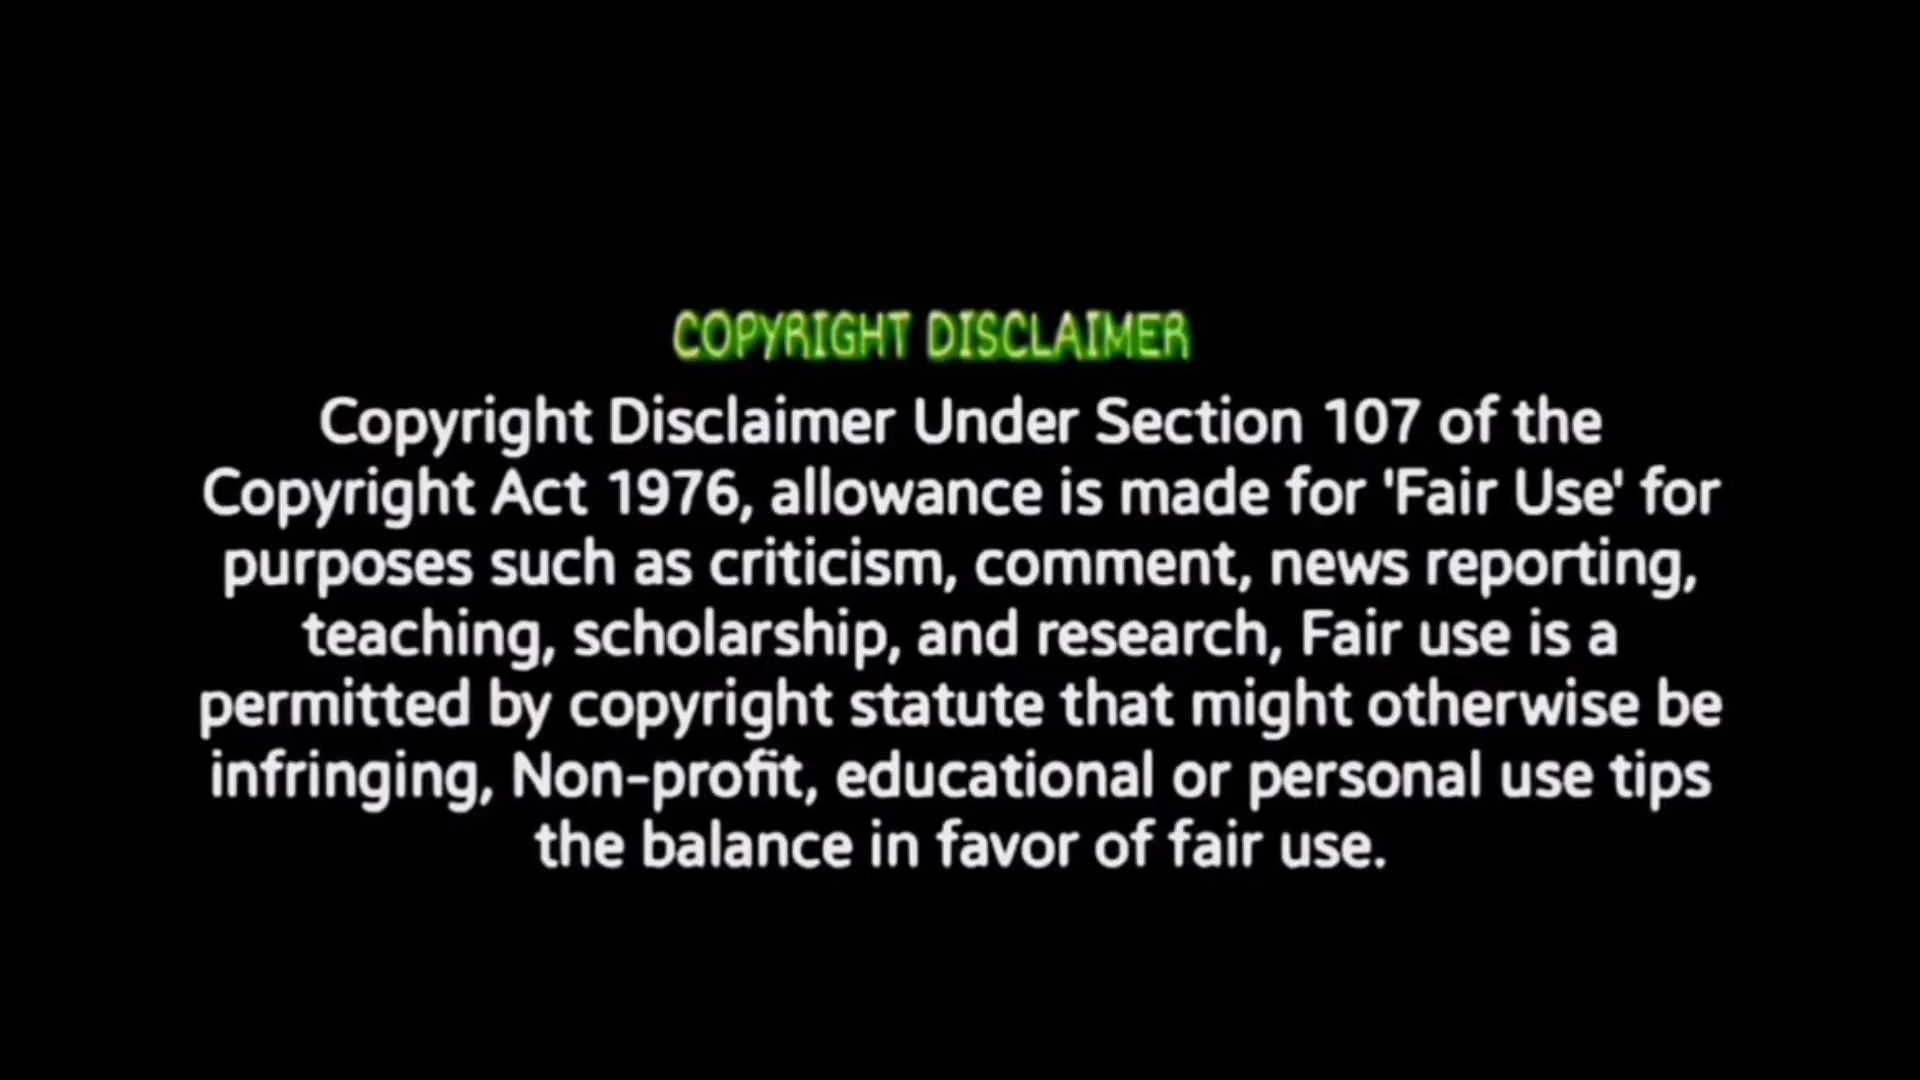 COPYRIGHT DISCLAIMER
Copyright Disclaimer Under Section 107 of the
Copyright Act 1976, allowance is made for 'Fair Use' for
purposes such as criticism, comment, news reporting,
teaching, scholarship, and research, Fair use is a
permitted by copyright statute that might otherwise be
infringing, Non-profit, educational or personal use tips
the balance in favor of fair use.